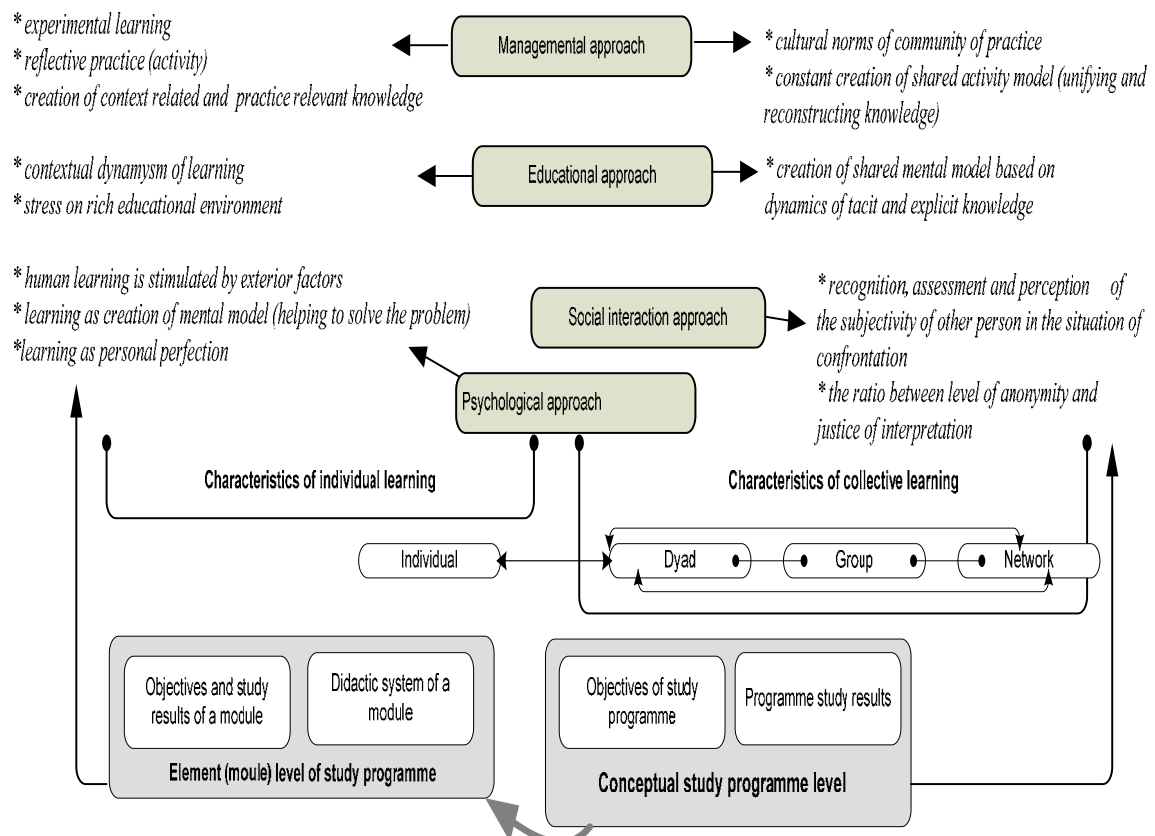 * experimental learning
* reflective practice (activity)
* creation of context related and practice relevant knowledge
Managemental approach
* cultural norms of community of practice
* constant creation of shared activity model (unifying and
reconstructing knowledge)
* contextual dynamysm of learning
* stress on rich educational environment
Educational approach
* creation of shared mental model based on
dynamics of tacit and explicit knowledge
* human learning is stimulated by exterior factors
* learning as creation of mental model (helping to solve the problem)
*learning as personal perfection
Social interaction approach
* recognition, assessment and perception of
the subjectivity of other person in the situation of
confrontation
* the ratio between level of anonymity and
justice of interpretation
Psychological approach
Characteristics of individual learning
Characteristics of collective learning
Individual
Dyad
Group
Network
Objectives and study
results of a module
Didactic system of a
module
Element (moule) level of study programme
Objectives of study
programme
Programme study results
Conceptual study programme level